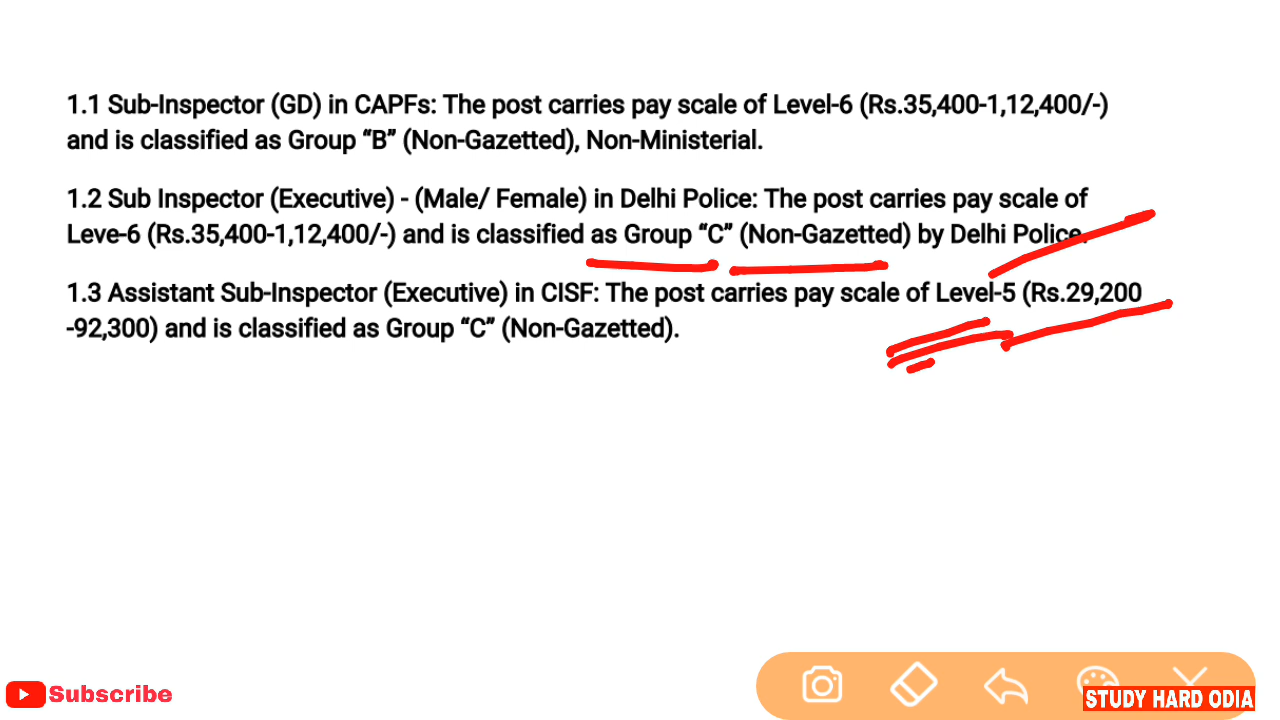 1.1 Sub-Inspector (GD) in CAPFs: The post carries pay scale of Level-6 (Rs.35,400-1,12,400/-)
and is classified as Group “B” (Non-Gazetted), Non-Ministerial.
1.2 Sub Inspector (Executive) - (Male/ Female) in Delhi Police: The post carries pay scale of
Leve-6 (Rs.35,400-1,12,400/-) and is classified as Group “C” (Non-Gazetted) by Delhi Police.
1.3 Assistant Sub-Inspector (Executive) in CISF: The post carries pay scale of Level-5 (Rs.29,200
-92,300) and is classified as Group “C” (Non-Gazetted).
Subscribe
STUDY HARD ODIA